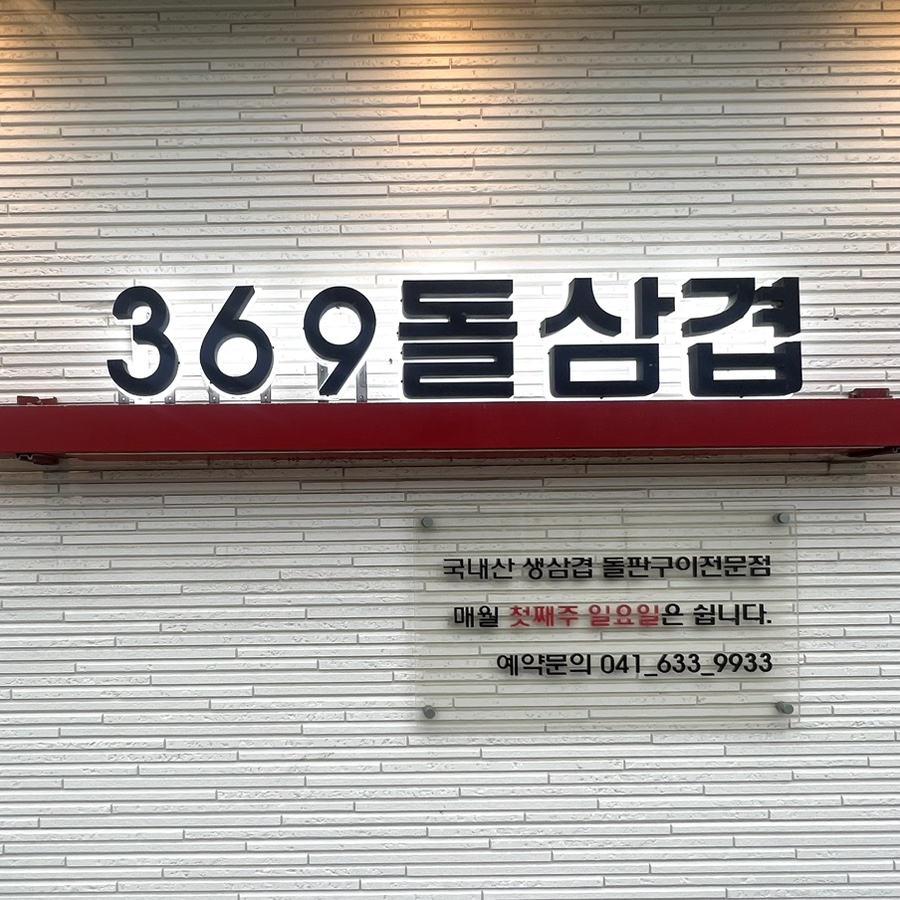 369돌삼겹
국내산 생삼겹 돌판구이전문점
매월 첫째주 일요일은 쉽니다.
예약문의 041_633_9933